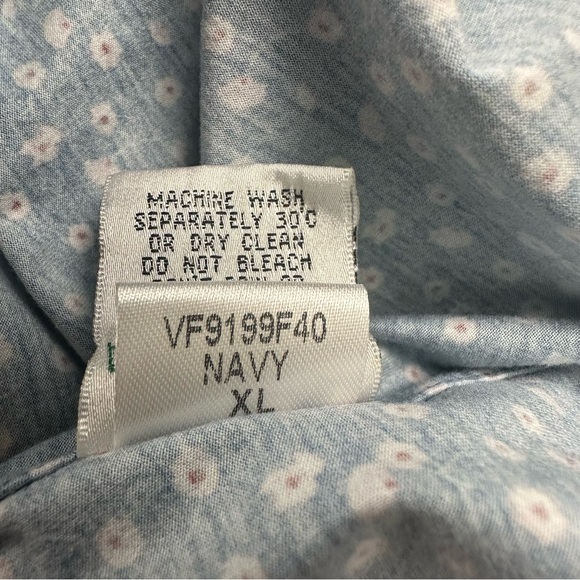 MACHINE WASH
SEPARATELY 30°C
OR DRY CLEAN
DO NOT BLEACH
VF9199F40
NAVY
XL